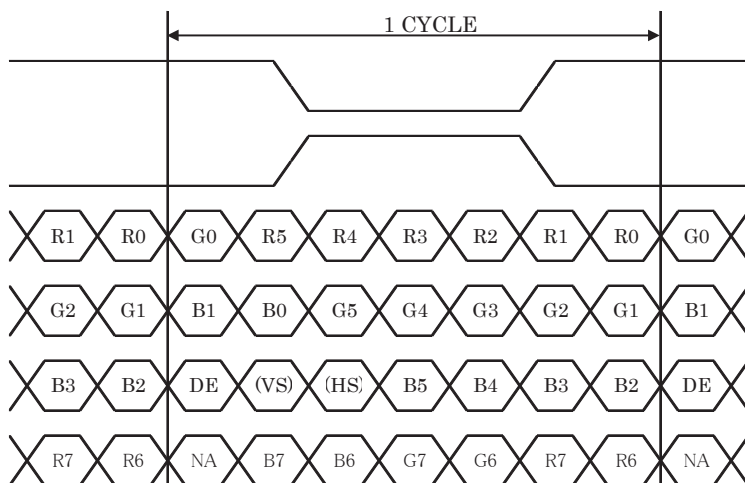 1 CYCLE
R1 R0 G0 R5 R4 R3 R2 R1 R0 G0
G2 G1 B1 B0 G5 G4 G3 G2 G1 B1
B3 B2 DE (VS) (HS) B5 B4 B3 B2 DE
R7 R6 NA B7 B6 G7 G6 R7 R6 NA